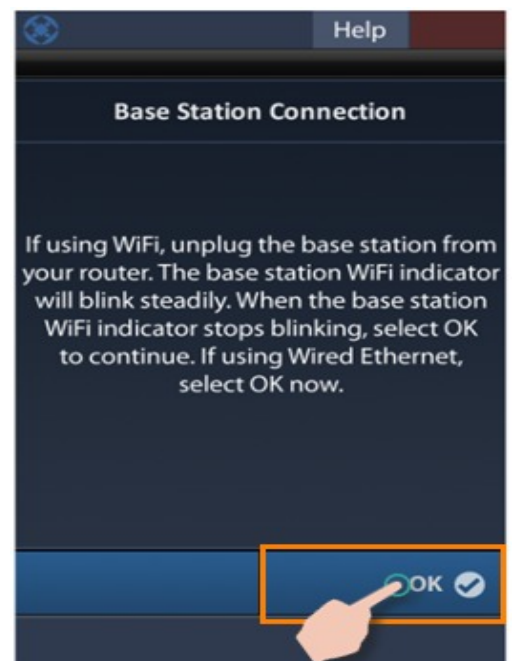 Help
Base Station Connection
If using WiFi, unplug the base station from
your router. The base station WiFi indicator
will blink steadily. When the base station
WiFi indicator stops blinking, select OK
to continue. If using Wired Ethernet,
select OK now.
OK